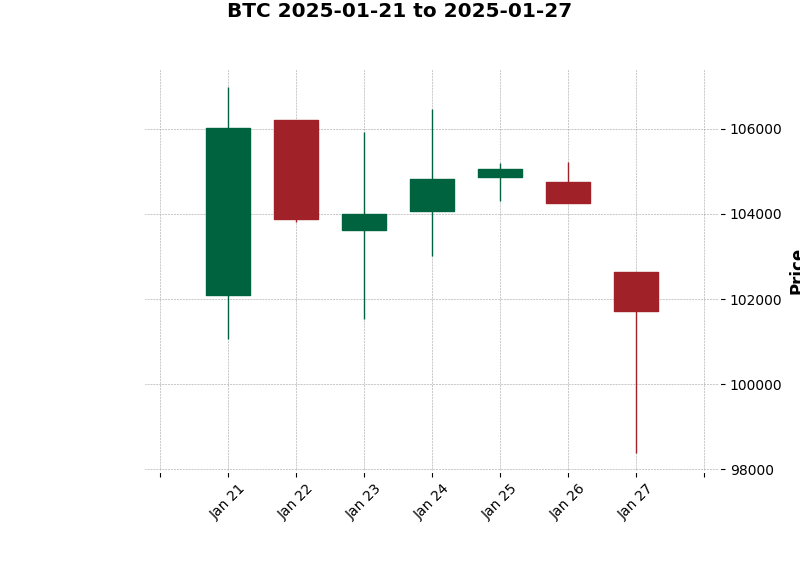 BTC 2025-01-21 to 2025-01-27
106000
104000
102000
100000
98000
Price
Jan 21
Jan 22
Jan 23
Jan 24
Jan 25
Jan 26
Jan 27